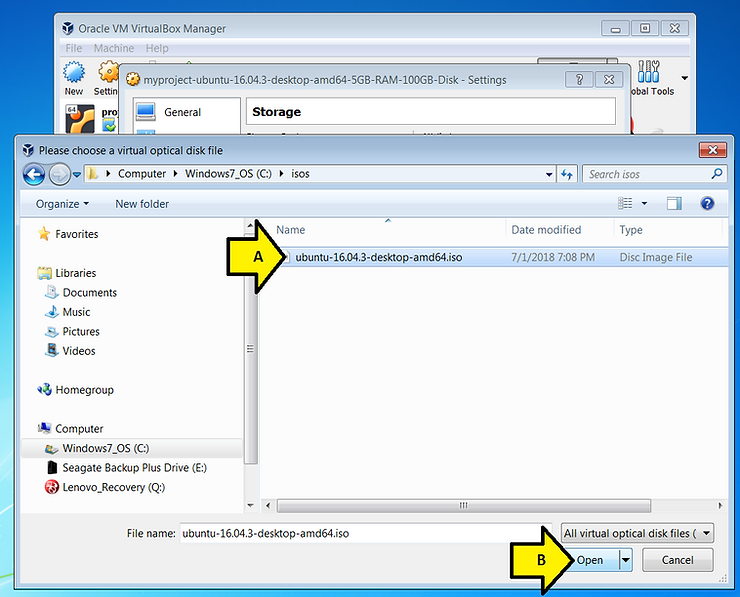 Oracle VM VirtualBox Manager
File Machine Help
New
myproject-ubuntu-16.04.3-desktop-amd64-5GB-RAM-100GB-Disk - Settings
64
General
Storage
Please choose a virtual optical disk file
Computer Windows7_OS (C:) isos
Search isos
Organize New folder
Favorites
Libraries
Documents
Music
Pictures
Videos
Homegroup
Computer
Windows7_OS (C:)
Seagate Backup Plus Drive (E:)
Lenovo_Recovery (Q:)
Name Date modified Type
A
ubuntu-16.04.3-desktop-amd64.iso 7/1/2018 7:08 PM Disc Image File
File name: ubuntu-16.04.3-desktop-amd64.iso
All virtual optical disk files (
B
Open Cancel